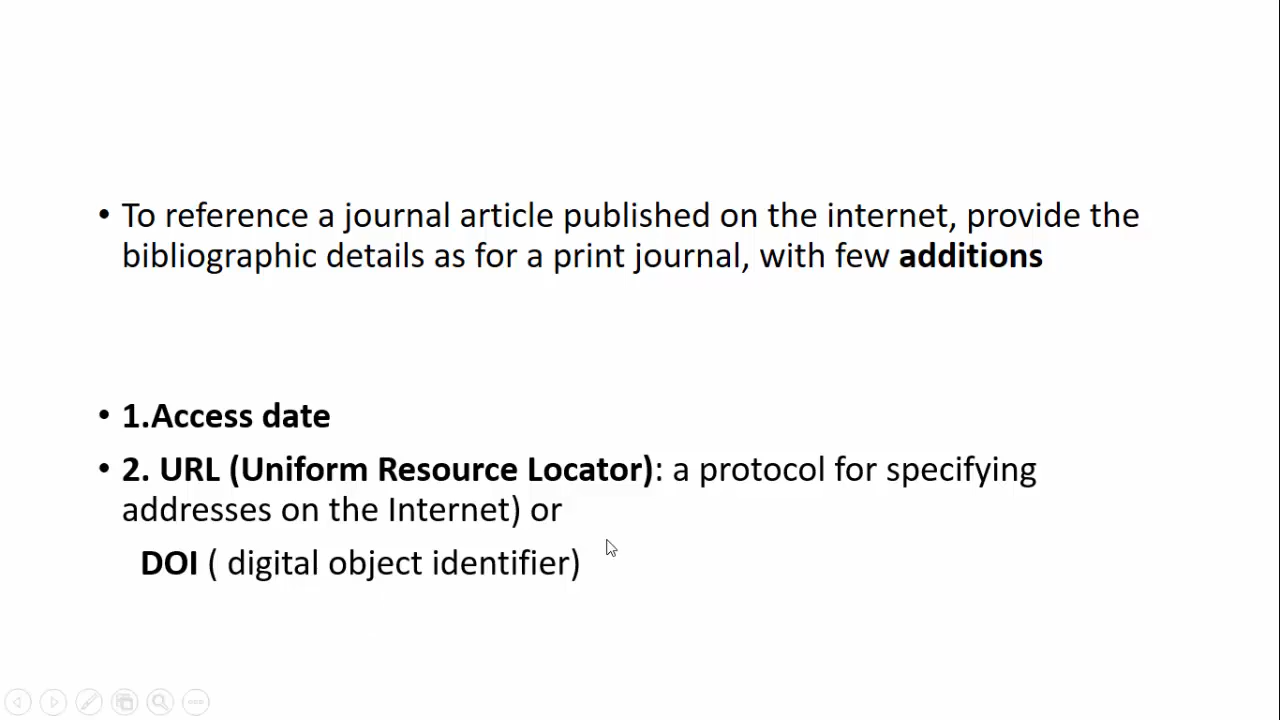 • To reference a journal article published on the internet, provide the
bibliographic details as for a print journal, with few additions
• 1.Access date
• 2. URL (Uniform Resource Locator): a protocol for specifying
addresses on the Internet) or
DOI ( digital object identifier)